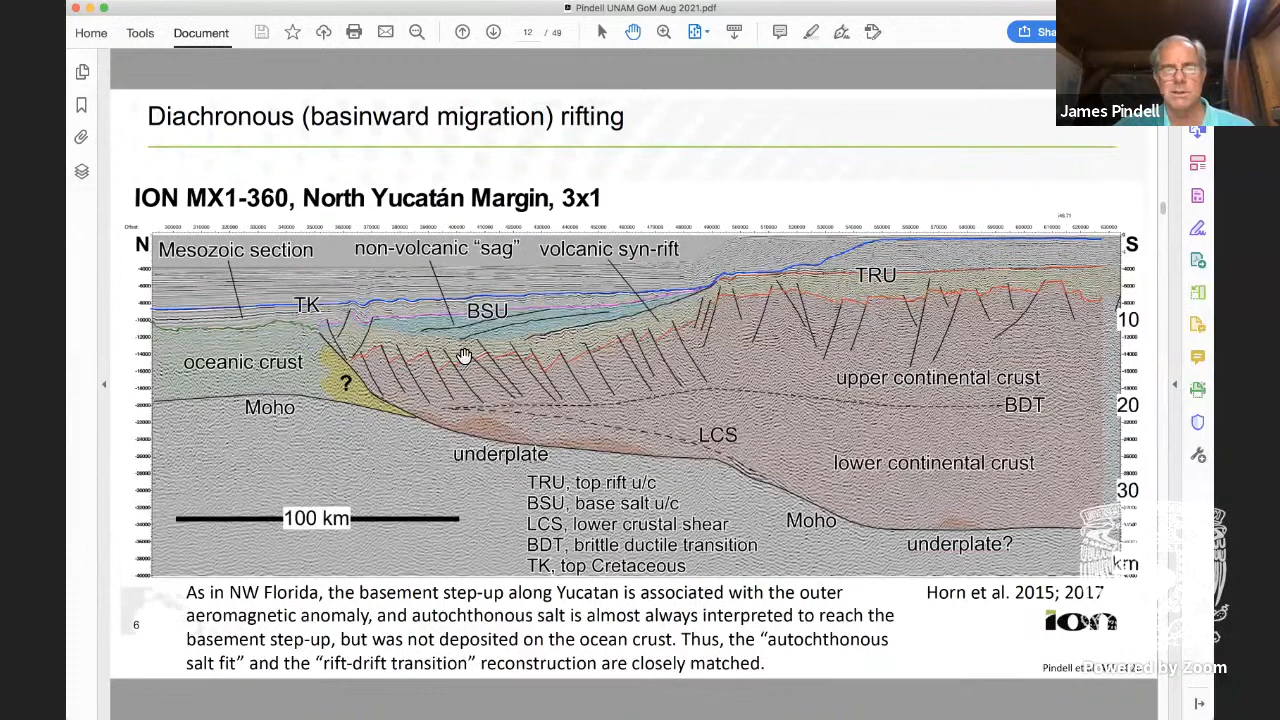 Pindell UNAM GoM Aug 2021.pdf
Home Tools Document 12 / 49 Sha
James Pindell
Diachronous (basinward migration) rifting
ION MX1-360, North Yucatán Margin, 3x1
N
S
Mesozoic section
non-volcanic “sag”
volcanic syn-rift
TK
BSU
TRU
10
oceanic crust
?
upper continental crust
Moho
BDT
20
LCS
underplate
lower continental crust
TRU, top rift u/c
30
BSU, base salt u/c
100 km
LCS, lower crustal shear
Moho
BDT, brittle ductile transition
underplate?
TK, top Cretaceous
km
As in NW Florida, the basement step-up along Yucatan is associated with the outer
aeromagnetic anomaly, and autochthonous salt is almost always interpreted to reach the
basement step-up, but was not deposited on the ocean crust. Thus, the “autochthonous
salt fit” and the “rift-drift transition” reconstruction are closely matched.
Horn et al. 2015; 2017
ion
6
Pindell et al.
Powered by Zoom